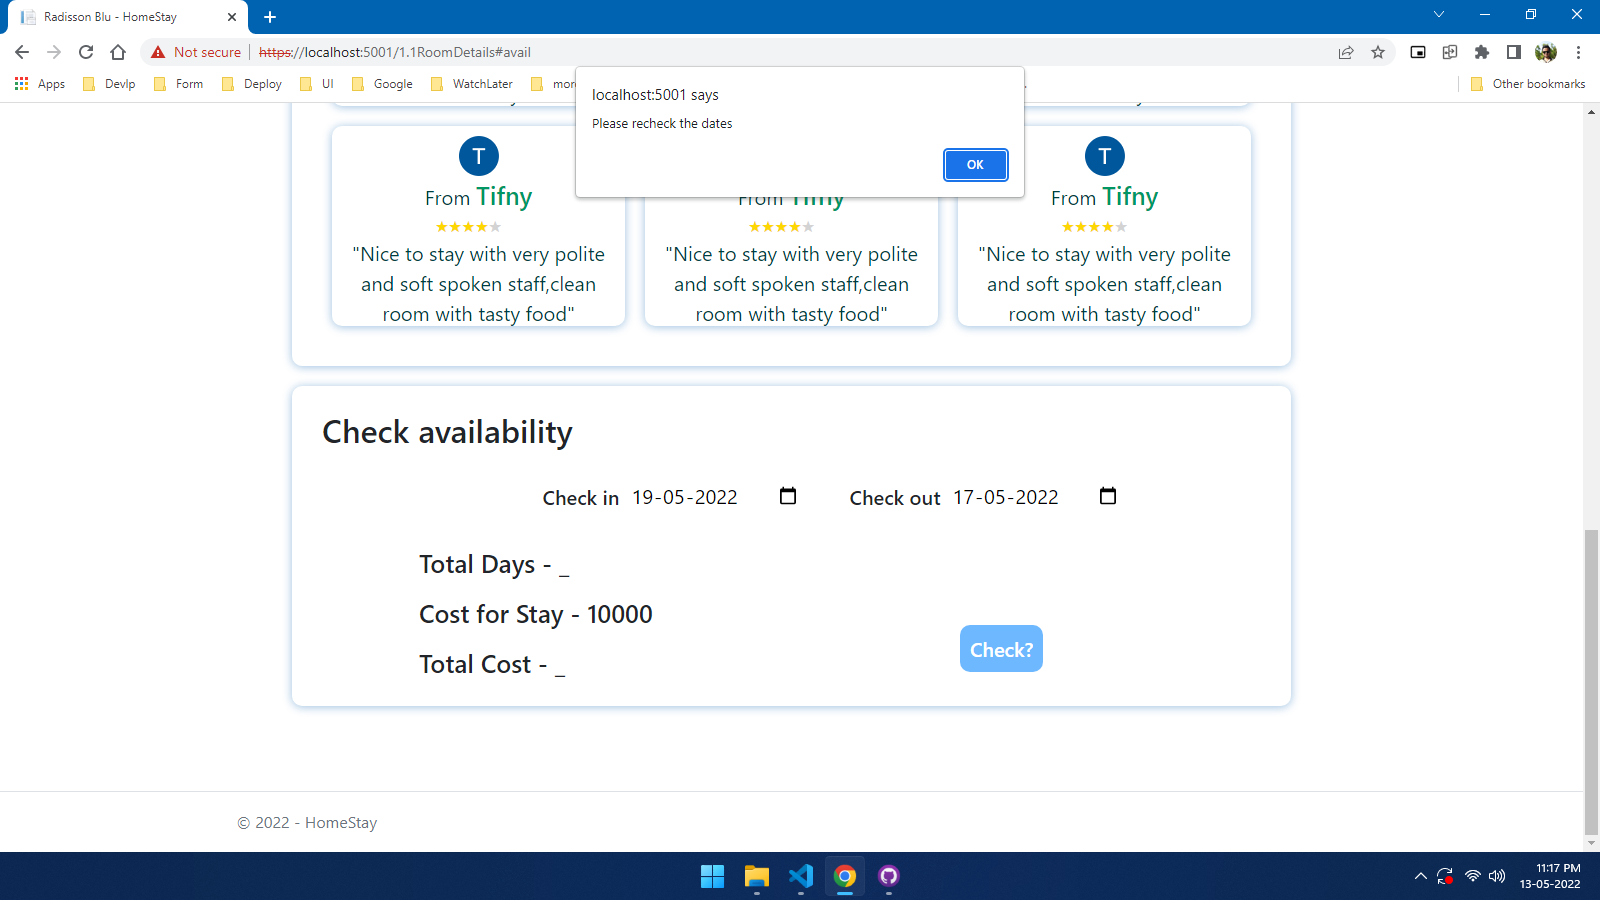 Radisson Blu - HomeStay
Not secure
https://localhost:5001/1.1RoomDetails#avail
Apps
Devlp
Form
Deploy
UI
Google
WatchLater
Other bookmarks
localhost:5001 says
Please recheck the dates
OK
T
From Tifny
★★★★★
"Nice to stay with very polite
and soft spoken staff,clean
room with tasty food"
From Tifny
★★★★★
"Nice to stay with very polite
and soft spoken staff,clean
room with tasty food"
T
From Tifny
★★★★★
"Nice to stay with very polite
and soft spoken staff,clean
room with tasty food"
Check availability
Check in 19-05-2022
Check out 17-05-2022
Total Days - _
Cost for Stay - 10000
Total Cost - _
Check?
© 2022 - HomeStay
11:17 PM
13-05-2022